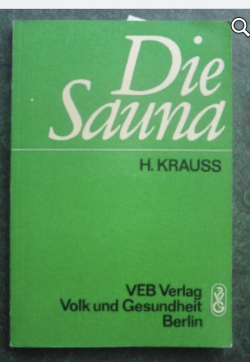 Die
Sauna
H. KRAUSS
VEB Verlag
Volk und Gesundheit
Berlin